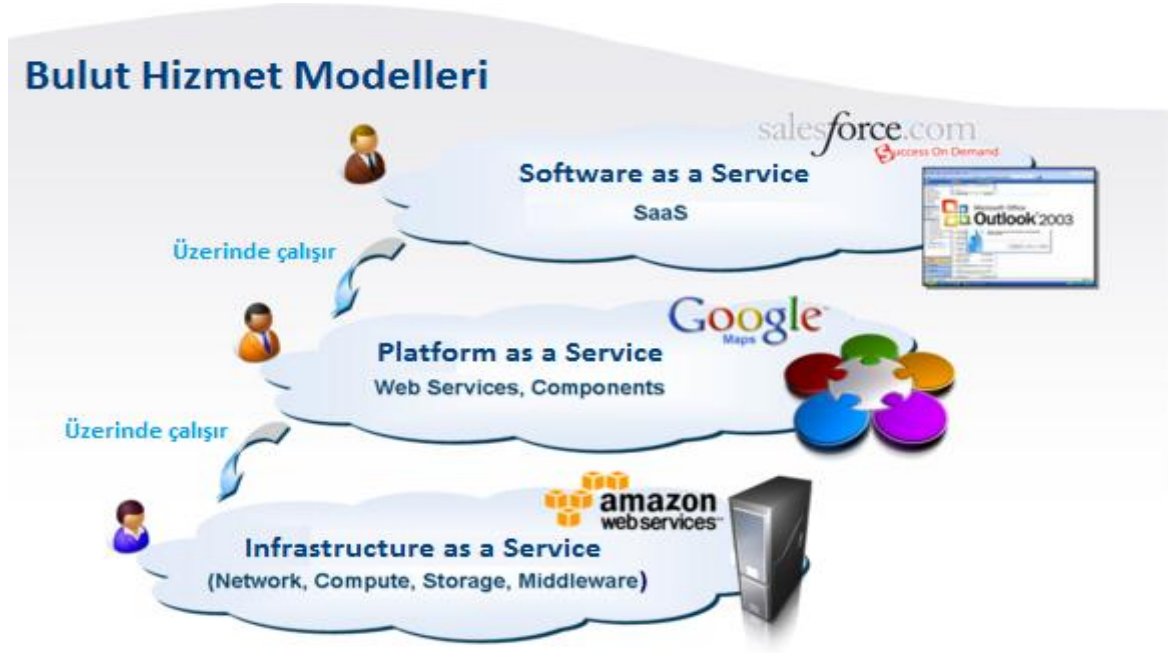 Bulut Hizmet Modelleri
salesforce.com
Success On Demand
Software as a Service
SaaS
Microsoft Office
Outlook 2003
Üzerinde çalışır
Google
Maps
Platform as a Service
Web Services, Components
Üzerinde çalışır
amazon
webservices™
Infrastructure as a Service
(Network, Compute, Storage, Middleware)